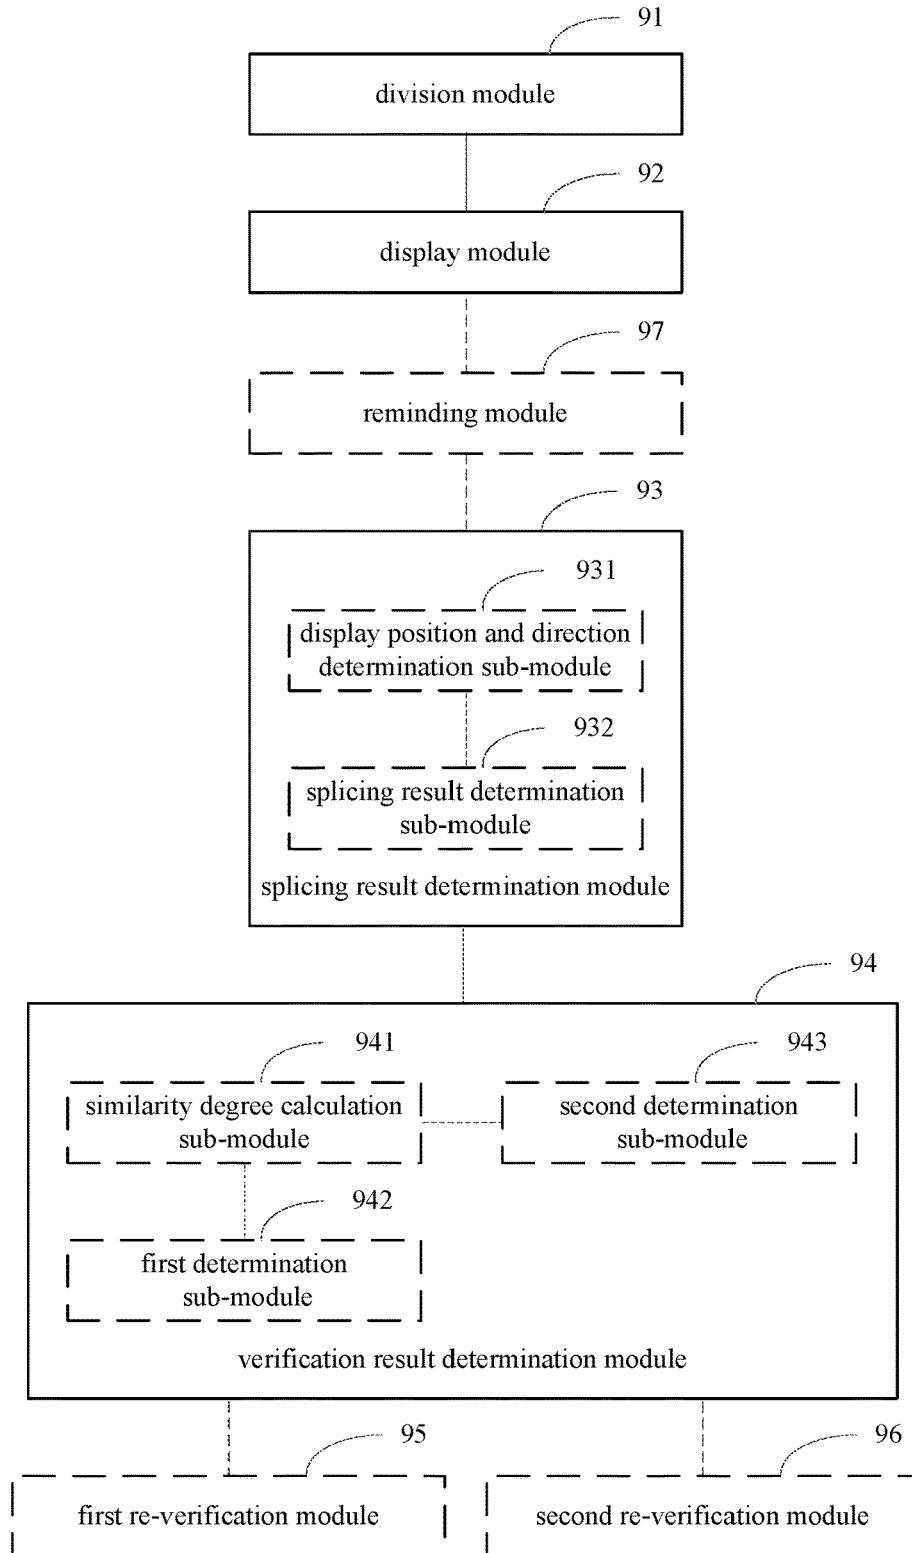 91
division module
92
display module
97
reminding module
93
931
display position and direction
determination sub-module
932
splicing result determination
sub-module
splicing result determination module
94
941
943
similarity degree calculation
sub-module
second determination
sub-module
942
first determination
sub-module
verification result determination module
95
96
first re-verification module
second re-verification module